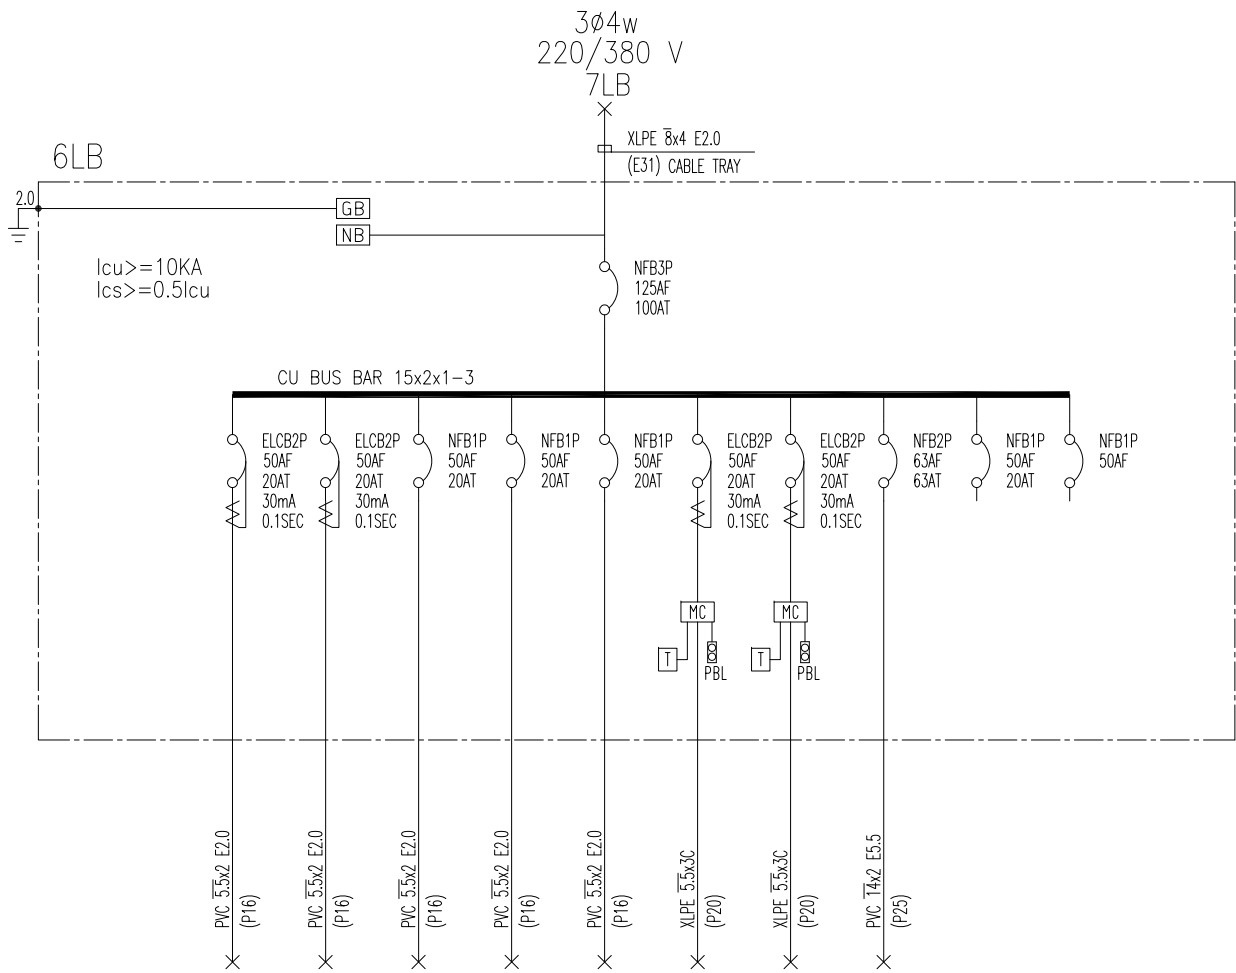 3ø4w
220/380 V
7LB
XLPE 8x4 E2.0
(E31) CABLE TRAY
6LB
2.0
GB
NB
Icu>=10KA
Ics>=0.5Icu
NFB3P
125AF
100AT
CU BUS BAR 15x2x1-3
ELCB2P
50AF
20AT
30mA
0.1SEC
ELCB2P
50AF
20AT
30mA
0.1SEC
NFB1P
50AF
20AT
NFB1P
50AF
20AT
NFB1P
50AF
20AT
ELCB2P
50AF
20AT
30mA
0.1SEC
ELCB2P
50AF
20AT
30mA
0.1SEC
NFB2P
63AF
63AT
NFB1P
50AF
20AT
NFB1P
50AF
MC
T
PBL
MC
T
PBL
PVC 5.5x2 E2.0
(P16)
PVC 5.5x2 E2.0
(P16)
PVC 5.5x2 E2.0
(P16)
PVC 5.5x2 E2.0
(P16)
PVC 5.5x2 E2.0
(P16)
XLPE 5.5x3C
(P20)
XLPE 5.5x3C
(P20)
PVC 14x2 E5.5
(P25)